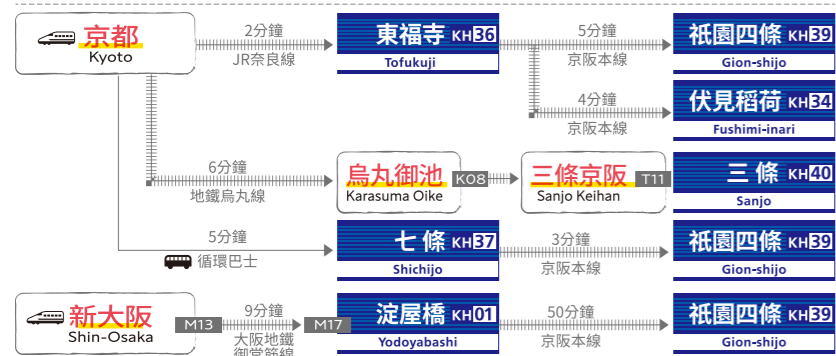 京都
Kyoto
2分鐘
JR奈良線
東福寺 KH36
Tofukuji
5分鐘
京阪本線
祇園四條 KH39
Gion-shijo
4分鐘
京阪本線
伏見稲荷 KH34
Fushimi-inari
6分鐘
地鐵烏丸線
烏丸御池 K08
Karasuma Oike
三條京阪 T11
Sanjo Keihan
三條 KH40
Sanjo
5分鐘
循環巴士
七條 KH37
Shichijo
3分鐘
京阪本線
祇園四條 KH39
Gion-shijo
新大阪
Shin-Osaka
M13
9分鐘
大阪地鐵
御堂筋線
M17
淀屋橋 KH01
Yodoyabashi
50分鐘
京阪本線
祇園四條 KH39
Gion-shijo